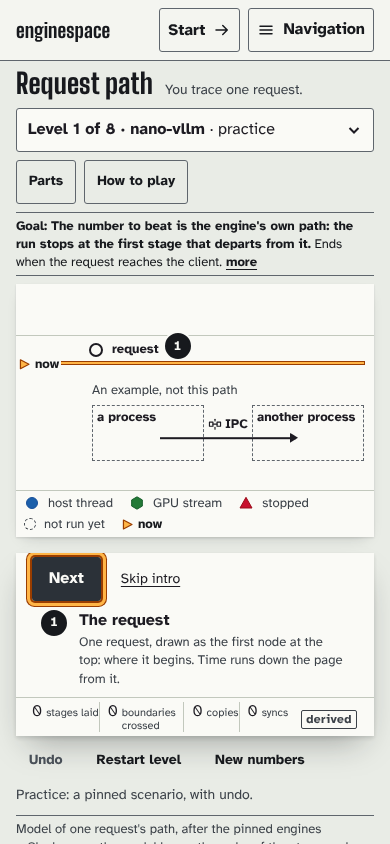 enginespace
Start →
Navigation
Request path
You trace one request.
Level 1 of 8 · nano-vllm · practice
Parts
How to play
Goal: The number to beat is the engine's own path: the
run stops at the first stage that departs from it. Ends
when the request reaches the client. more
request 1
now
An example, not this path
a process
IPC
another process
host thread
GPU stream
stopped
not run yet
now
Next
Skip intro
1 The request
One request, drawn as the first node at the
top: where it begins. Time runs down the page
from it.
0 stages laid
0 boundaries
crossed
0 copies
0 syncs
derived
Undo
Restart level
New numbers
Practice: a pinned scenario, with undo.
Model of one request's path, after the pinned engines